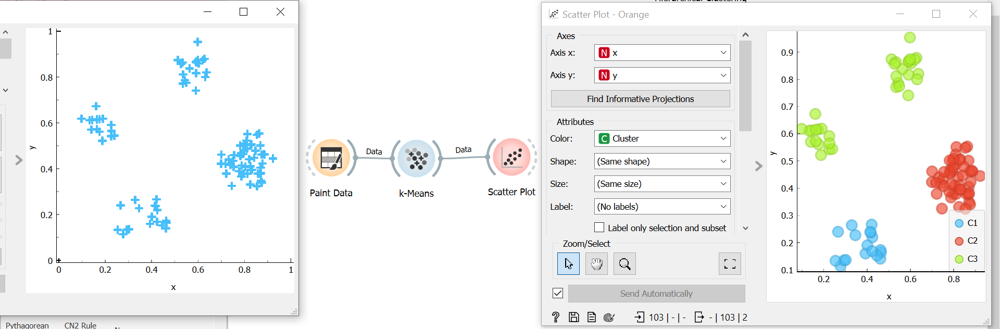 1
0.8
0.6
y
0.4
0.2
0
0 0.2 0.4 0.6 0.8 1
x
Pythagorean CN2 Rule
Data Data
Paint Data k-Means Scatter Plot
Hierarchical Clustering
Scatter Plot - Orange
Axes
Axis x: N x
Axis y: N y
Find Informative Projections
Attributes
Color: C Cluster
Shape: (Same shape)
Size: (Same size)
Label: (No labels)
Label only selection and subset
Zoom/Select
Send Automatically
? 103 | - | - - | 103 | 2
0.9
0.8
0.7
0.6
y
0.5
0.4
0.3
0.2
0.1
0.2 0.4 0.6 0.8
x
C1
C2
C3